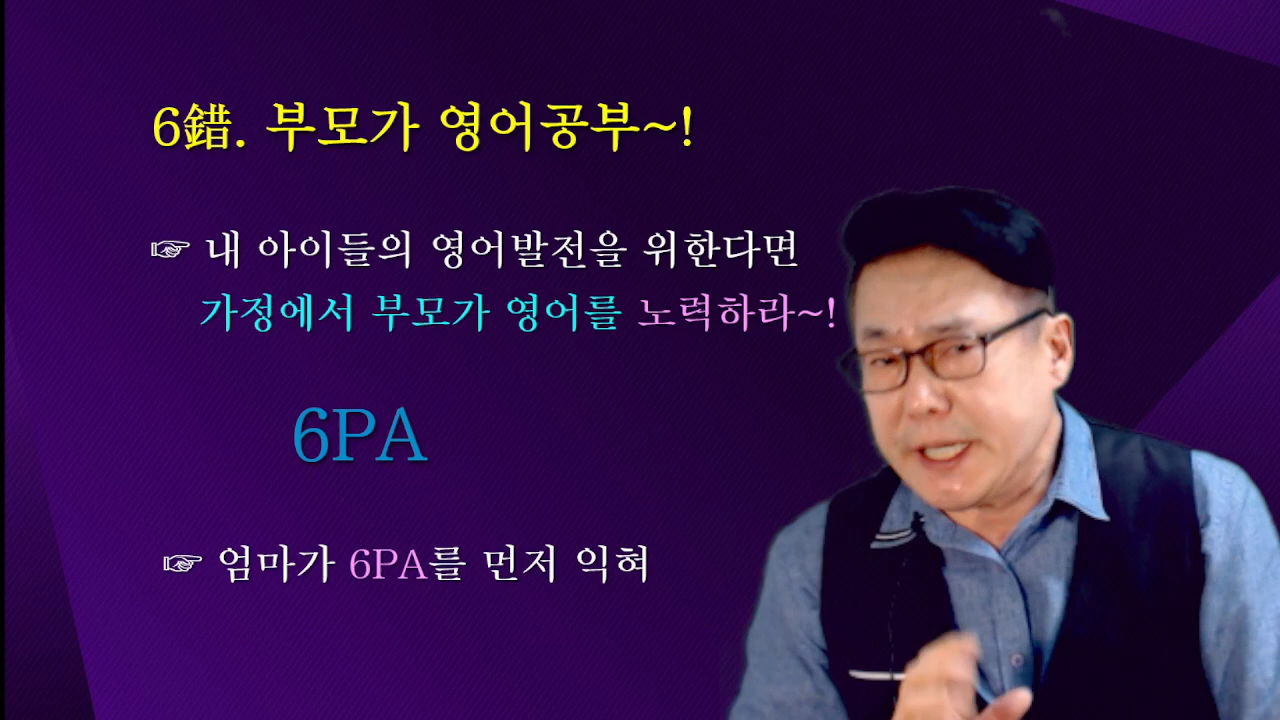 6錯. 부모가 영어공부~!
☞ 내 아이들의 영어발전을 위한다면
가정에서 부모가 영어를 노력하라~!
6PA
☞ 엄마가 6PA를 먼저 익혀